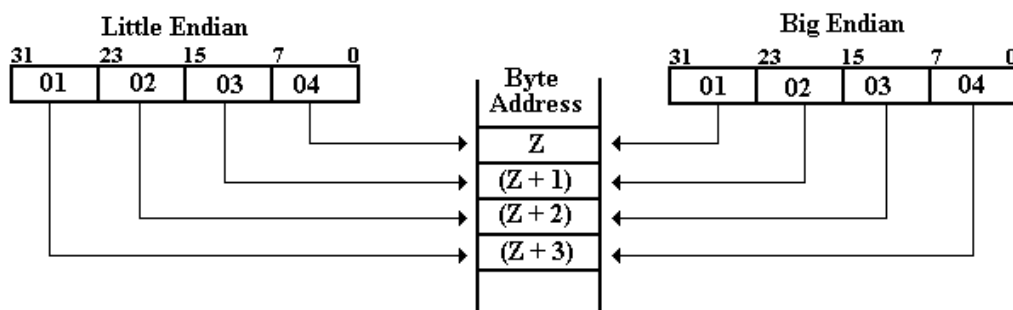 Little Endian
31 23 15 7 0
01 02 03 04
Byte
Address
Z
(Z + 1)
(Z + 2)
(Z + 3)
Big Endian
31 23 15 7 0
01 02 03 04